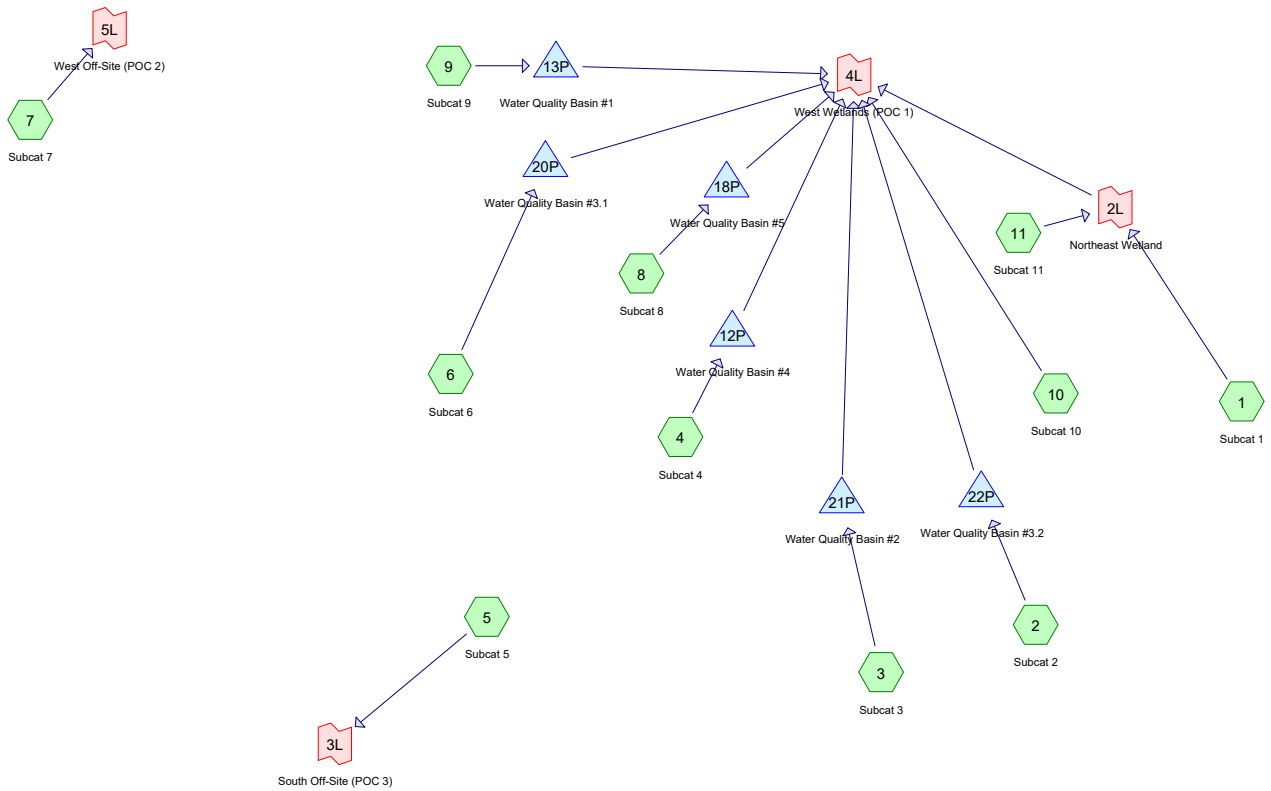 5L
West Off-Site (POC 2)
7
Subcat 7
9
Subcat 9
13P
Water Quality Basin #1
4L
West Wetlands (POC 1)
20P
Water Quality Basin #3.1
18P
Water Quality Basin #5
2L
Northeast Wetland
11
Subcat 11
8
Subcat 8
12P
Water Quality Basin #4
6
Subcat 6
10
Subcat 10
1
Subcat 1
4
Subcat 4
21P
Water Quality Basin #2
22P
Water Quality Basin #3.2
5
Subcat 5
2
Subcat 2
3
Subcat 3
3L
South Off-Site (POC 3)